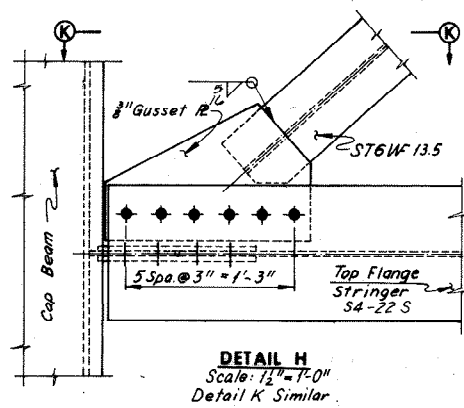 K
K
5/16
3/8" Gusset PL
ST6WF 13.5
Cap Beam
5 Spa. @ 3" = 1'-3"
Top Flange
Stringer
S4-22 S
DETAIL H
Scale: 1 1/2" = 1'-0"
Detail K Similar